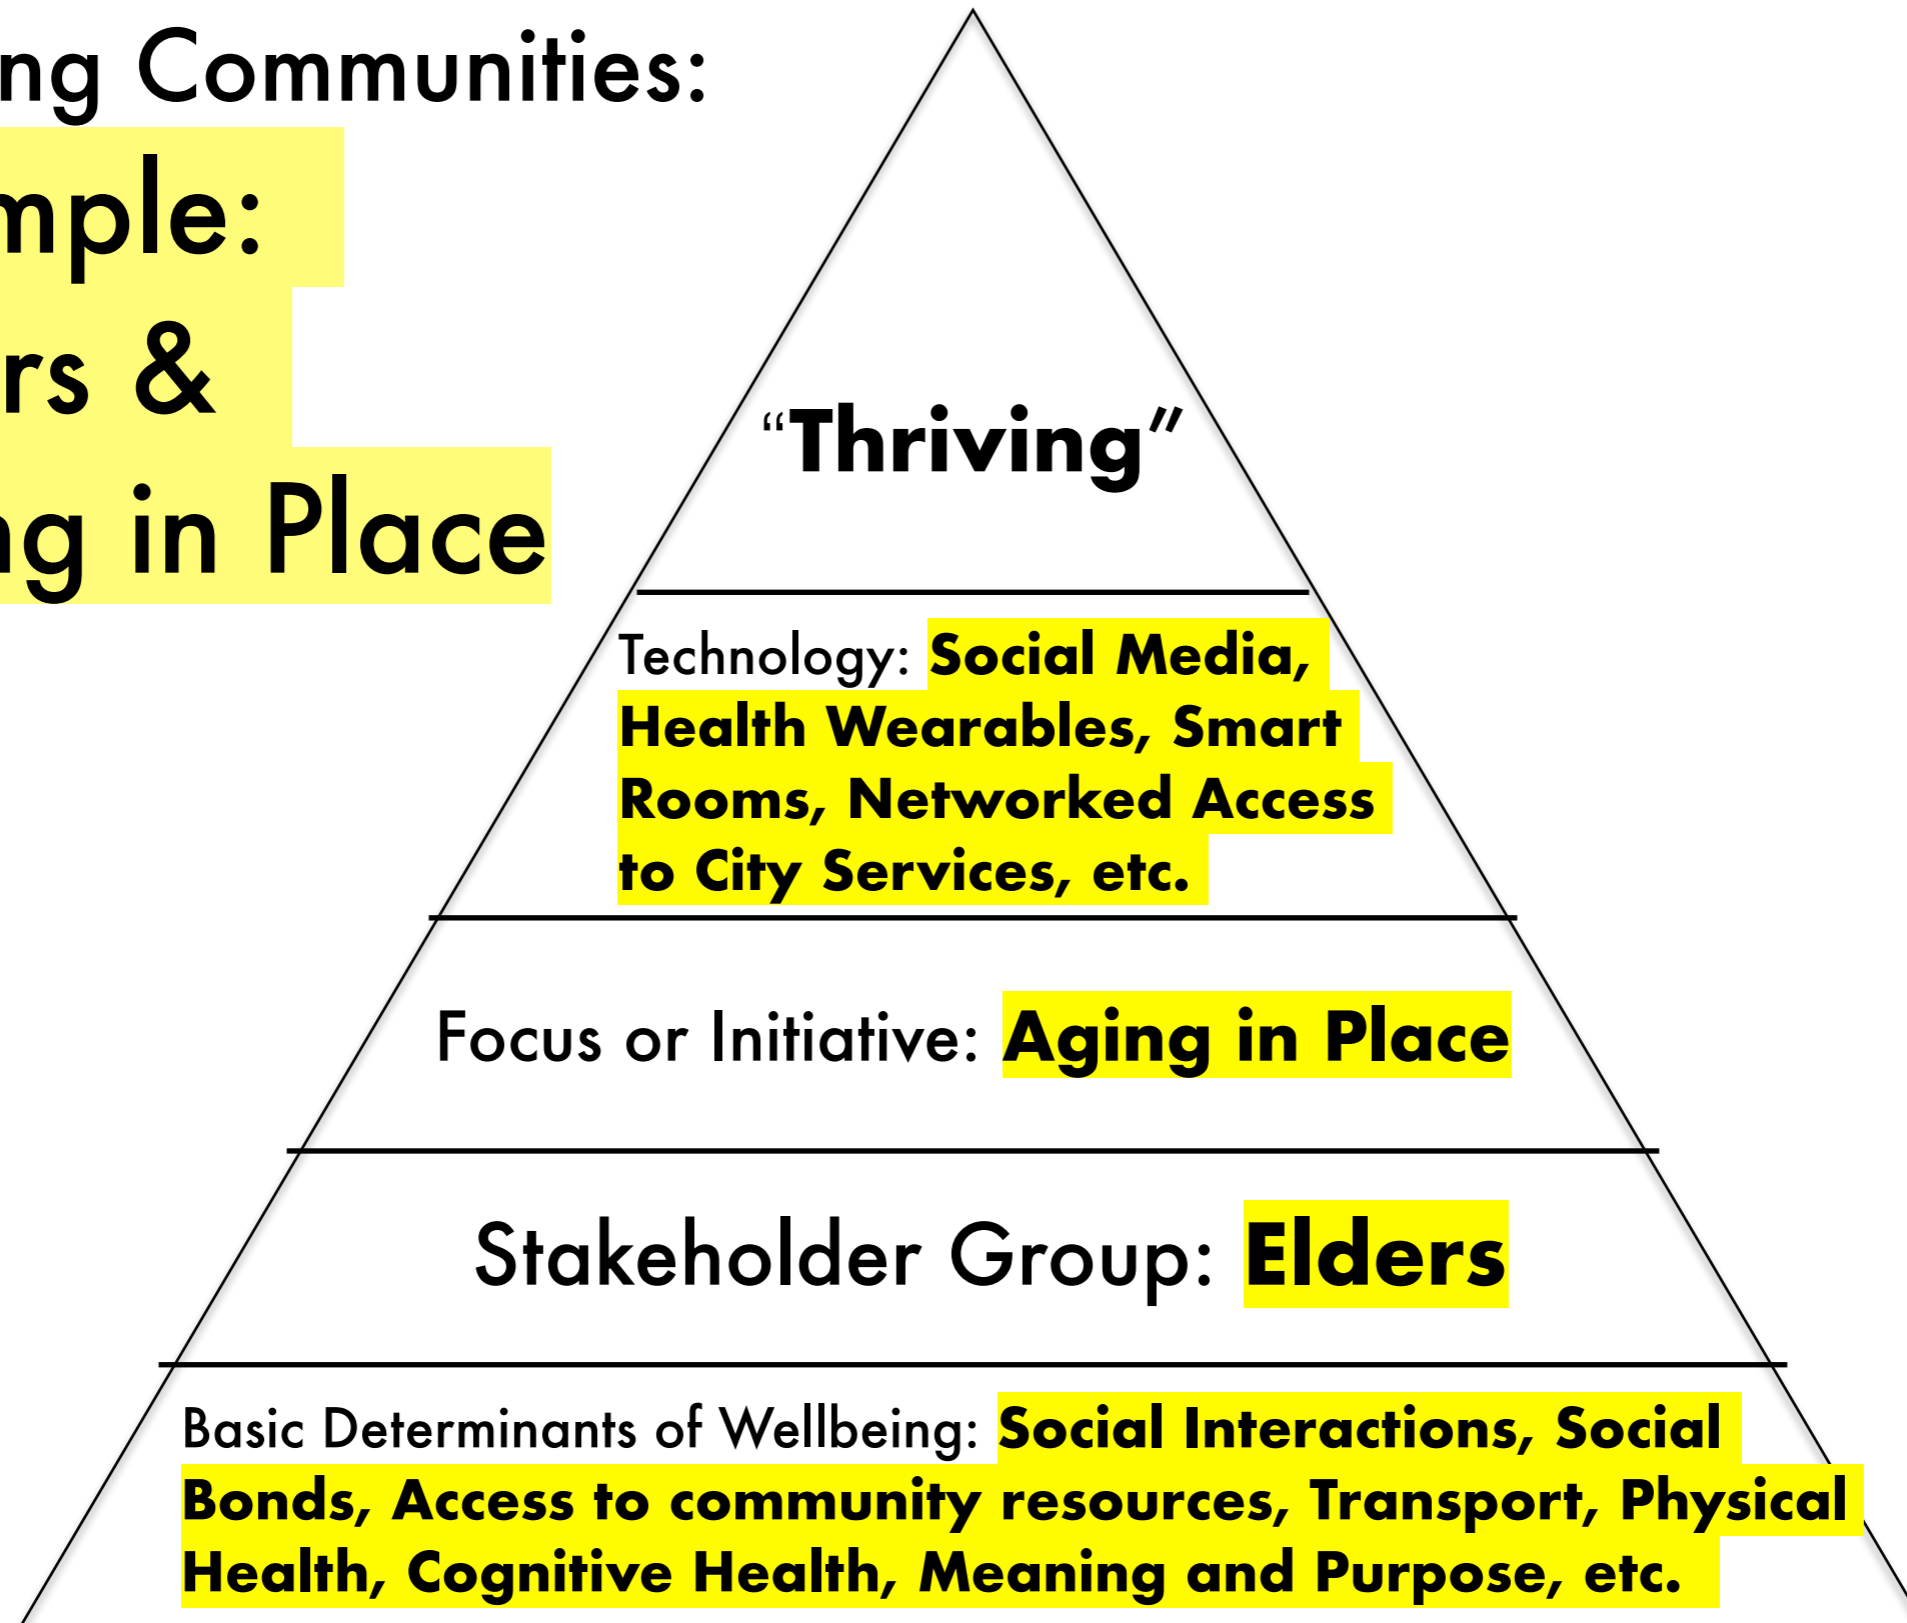 ng Communities:
mple:
rs &
ng in Place
“Thriving”
Technology: Social Media,
Health Wearables, Smart
Rooms, Networked Access
to City Services, etc.
Focus or Initiative: Aging in Place
Stakeholder Group: Elders
Basic Determinants of Wellbeing: Social Interactions, Social
Bonds, Access to community resources, Transport, Physical
Health, Cognitive Health, Meaning and Purpose, etc.